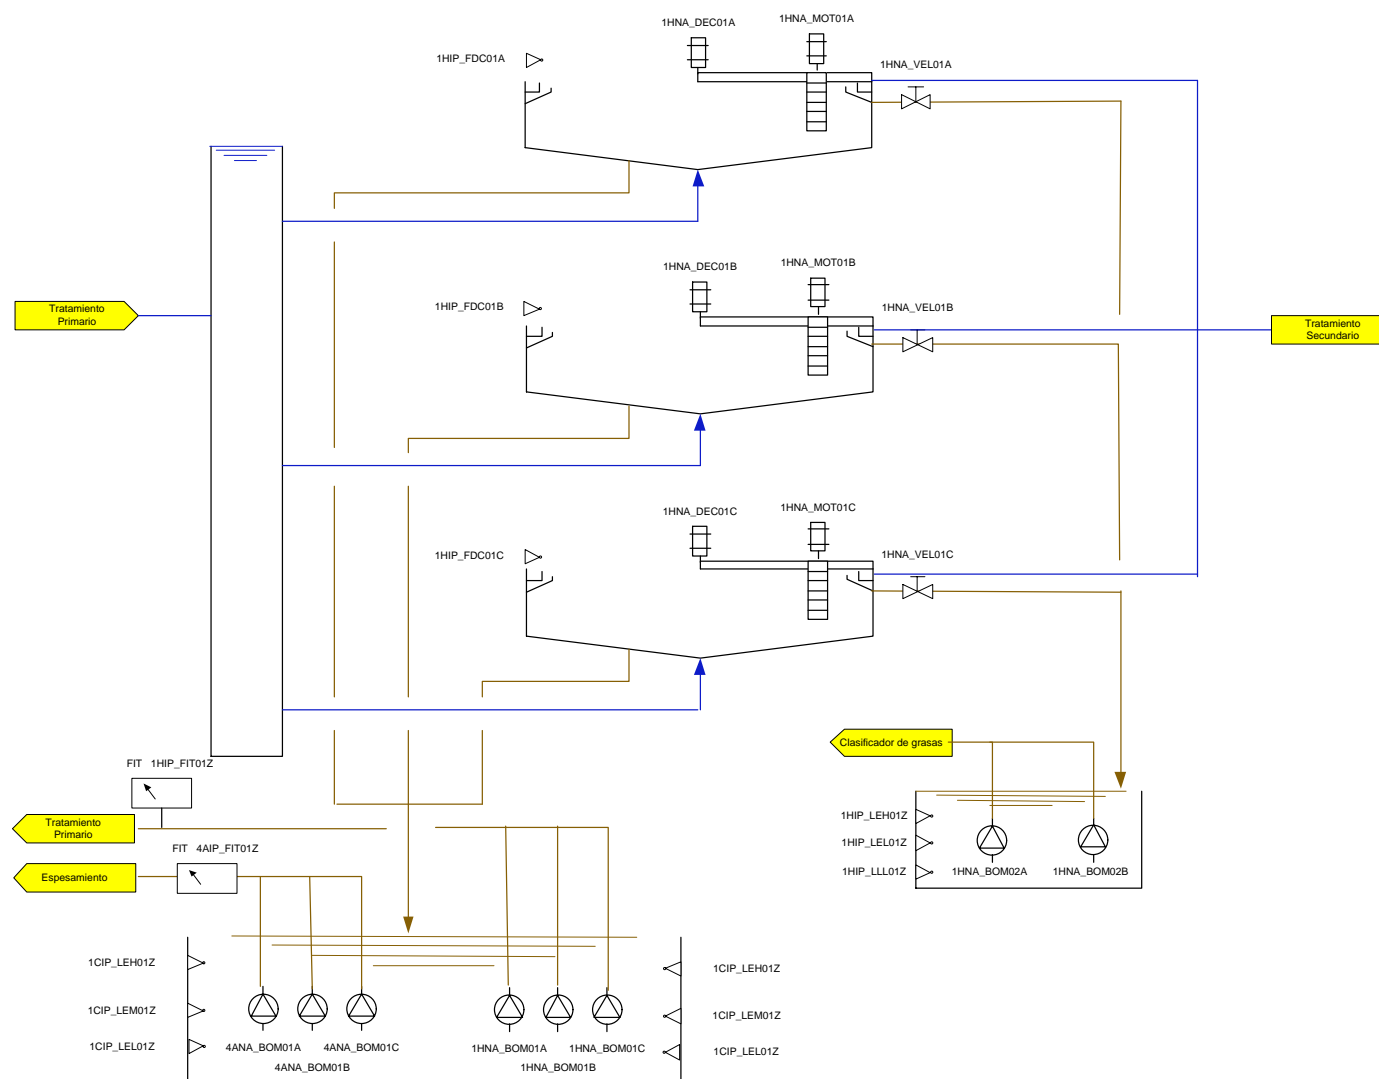 1HNA_MOT01A
1HNA_DEC01A
1HIP_FDC01A
1HNA_VEL01A
1HNA_MOT01B
1HNA_DEC01B
1HIP_FDC01B
1HNA_VEL01B
Tratamiento
Primario
Tratamiento
Secundario
1HNA_MOT01C
1HNA_DEC01C
1HIP_FDC01C
1HNA_VEL01C
Clasificador de grasas
FIT 1HIP_FIT01Z
Tratamiento
Primario
1HIP_LEH01Z
1HIP_LEL01Z
1HIP_LLL01Z
1HNA_BOM02A
1HNA_BOM02B
FIT 4AIP_FIT01Z
Espesamiento
1CIP_LEH01Z
1CIP_LEH01Z
1CIP_LEM01Z
1CIP_LEM01Z
1CIP_LEL01Z
4ANA_BOM01A
4ANA_BOM01C
1HNA_BOM01A
1HNA_BOM01C
1CIP_LEL01Z
4ANA_BOM01B
1HNA_BOM01B